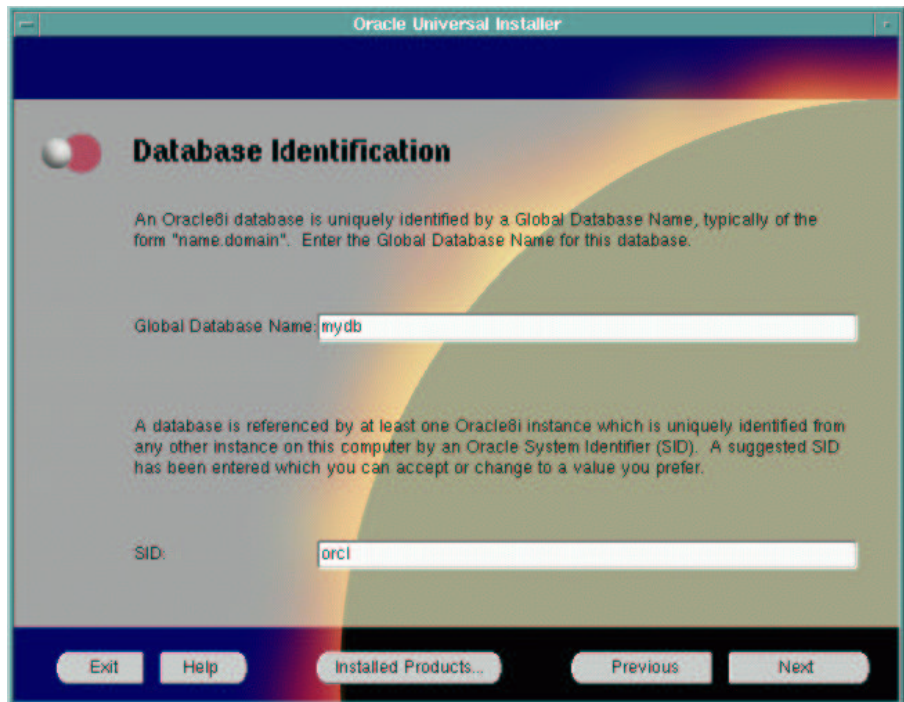 Oracle Universal Installer
Database Identification
An Oracle8i database is uniquely identified by a Global Database Name, typically of the
form "name.domain". Enter the Global Database Name for this database.
Global Database Name: mydb
A database is referenced by at least one Oracle8i instance which is uniquely identified from
any other instance on this computer by an Oracle System Identifier (SID). A suggested SID
has been entered which you can accept or change to a value you prefer.
SID: orcl
Exit Help Installed Products... Previous Next